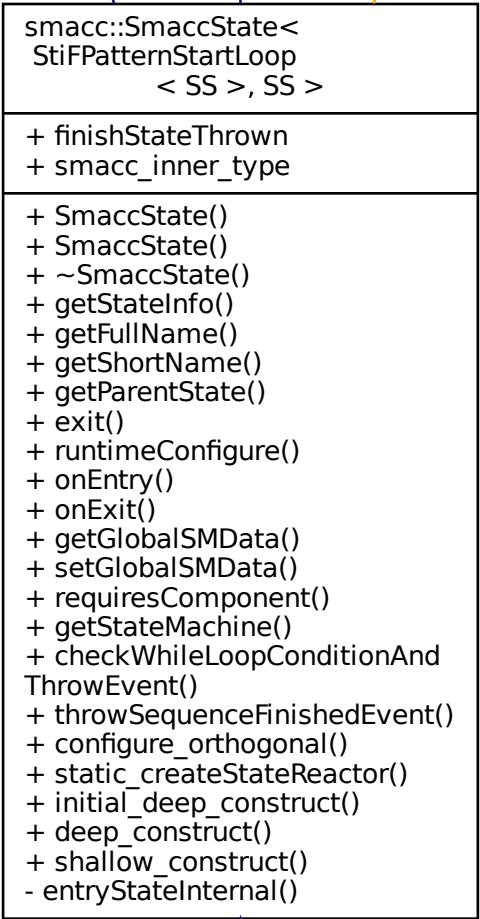 smacc::SmaccState<
StiFPatternStartLoop
< SS >, SS >
+ finishStateThrown
+ smacc_inner_type
+ SmaccState()
+ SmaccState()
+ ~SmaccState()
+ getStateInfo()
+ getFullName()
+ getShortName()
+ getParentState()
+ exit()
+ runtimeConfigure()
+ onEntry()
+ onExit()
+ getGlobalSMData()
+ setGlobalSMData()
+ requiresComponent()
+ getStateMachine()
+ checkWhileLoopConditionAnd
ThrowEvent()
+ throwSequenceFinishedEvent()
+ configure_orthogonal()
+ static_createStateReactor()
+ initial_deep_construct()
+ deep_construct()
+ shallow_construct()
- entryStateInternal()